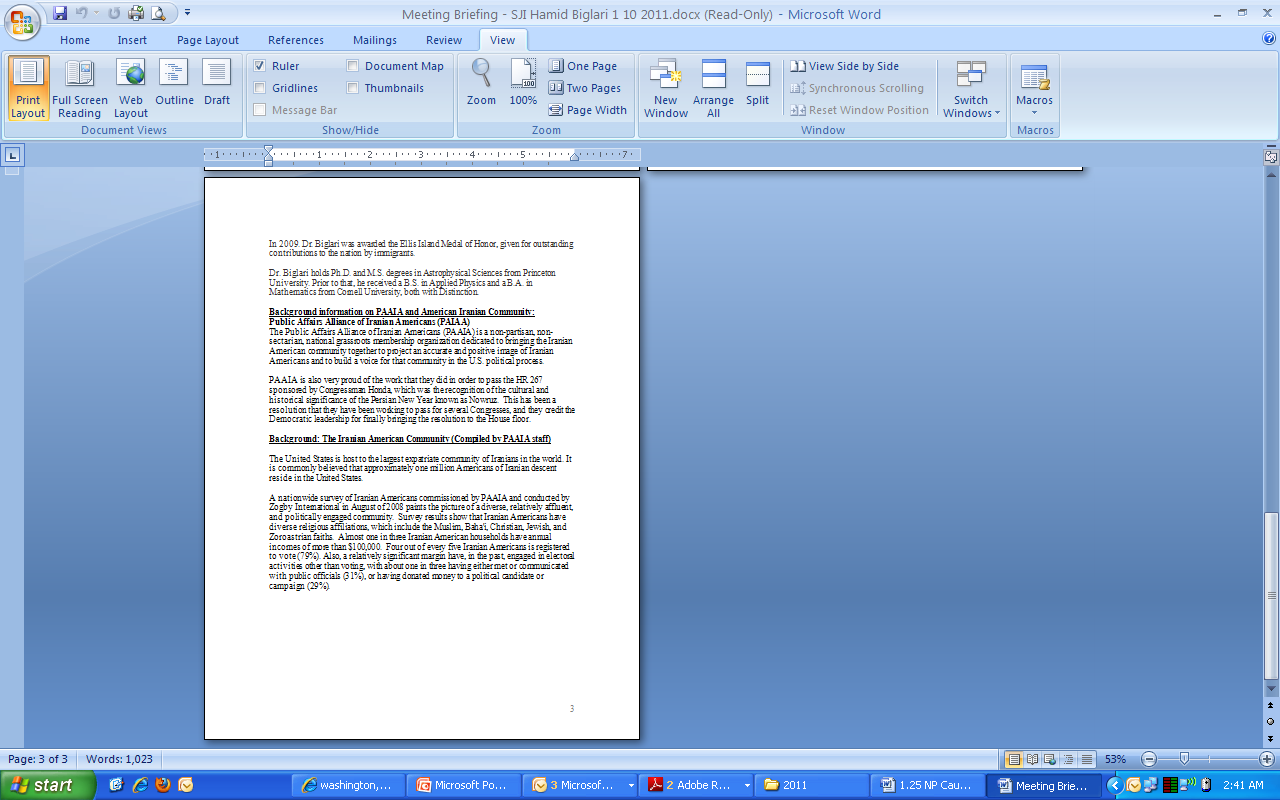 Meeting Briefing - SJI Hamid Biglari 1 10 2011.docx (Read-Only) - Microsoft Word
Home Insert Page Layout References Mailings Review View
Print Layout
Full Screen Reading
Web Layout
Outline
Draft
Document Views
Ruler
Gridlines
Message Bar
Document Map
Thumbnails
Show/Hide
Zoom
100
100%
One Page
Two Pages
Page Width
Zoom
New Window
Arrange All
Split
View Side by Side
Synchronous Scrolling
Reset Window Position
Window
Switch Windows
Macros
Macros
1 1 2 3 4 5 7
In 2009, Dr. Biglari was awarded the Ellis Island Medal of Honor, given for outstanding
contributions to the nation by immigrants.
Dr. Biglari holds Ph.D. and M.S. degrees in Astrophysical Sciences from Princeton
University. Prior to that, he received a B.S. in Applied Physics and a B.A. in
Mathematics from Cornell University, both with Distinction.
Background information on PAAIA and American Iranian Community:
Public Affairs Alliance of Iranian Americans (PAIAA)
The Public Affairs Alliance of Iranian Americans (PAAIA) is a non-partisan, non-
sectarian, national grassroots membership organization dedicated to bringing the Iranian
American community together to project an accurate and positive image of Iranian
Americans and to build a voice for that community in the U.S. political process.
PAAIA is also very proud of the work that they did in order to pass the HR 267
sponsored by Congressman Honda, which was the recognition of the cultural and
historical significance of the Persian New Year known as Nowruz. This has been a
resolution that they have been working to pass for several Congresses, and they credit the
Democratic leadership for finally bringing the resolution to the House floor.
Background: The Iranian American Community (Compiled by PAAIA staff)
The United States is host to the largest expatriate community of Iranians in the world. It
is commonly believed that approximately one million Americans of Iranian descent
reside in the United States.
A nationwide survey of Iranian Americans commissioned by PAAIA and conducted by
Zogby International in August of 2008 paints the picture of a diverse, relatively affluent,
and politically engaged community. Survey results show that Iranian Americans have
diverse religious affiliations, which include the Muslim, Baha'i, Christian, Jewish, and
Zoroastrian faiths. Almost one in three Iranian American households have annual
incomes of more than $100,000. Four out of every five Iranian Americans is registered
to vote (79%). Also, a relatively significant margin have, in the past, engaged in electoral
activities other than voting, with about one in three having either met or communicated
with public officials (31%), or having donated money to a political candidate or
campaign (29%).
3
Page: 3 of 3 Words: 1,023 53%
start washington,... Microsoft Po... 3 Microsof... 2 Adobe R... 2011 1.25 NP Cau... Meeting Brie... 2:41 AM